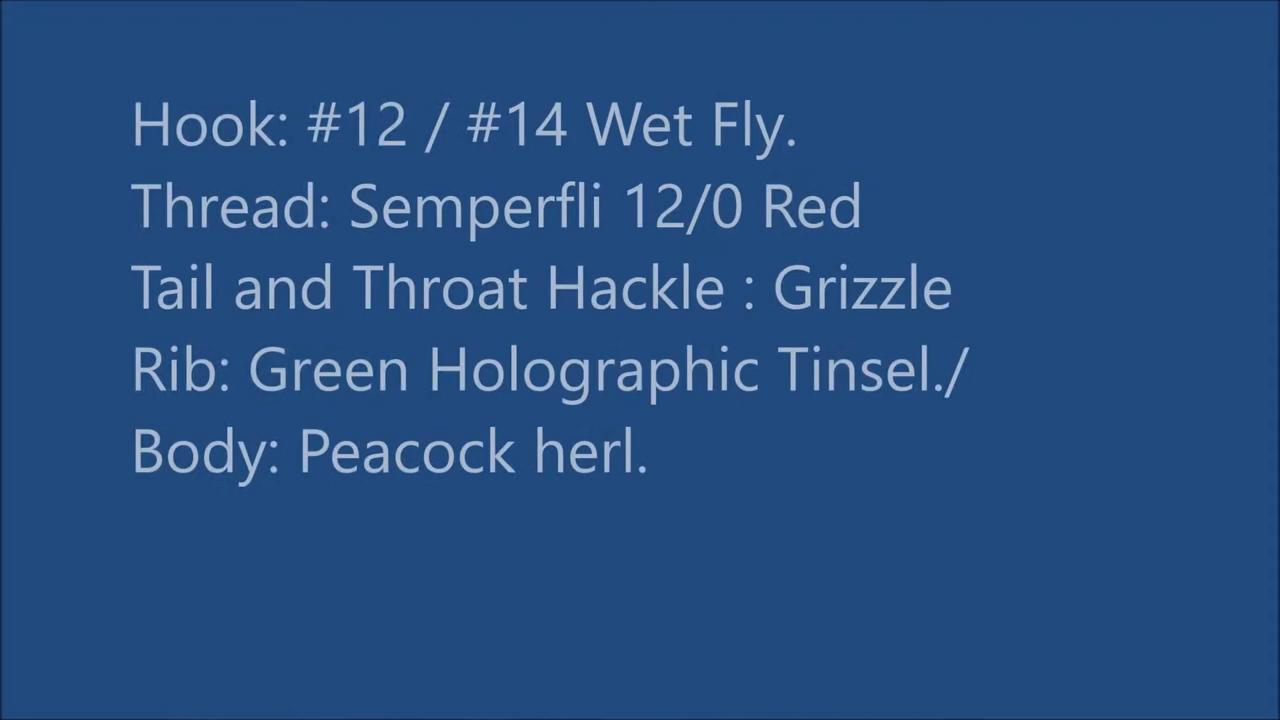 Hook: #12 / #14 Wet Fly.
Thread: Semperfli 12/0 Red
Tail and Throat Hackle : Grizzle
Rib: Green Holographic Tinsel./
Body: Peacock herl.